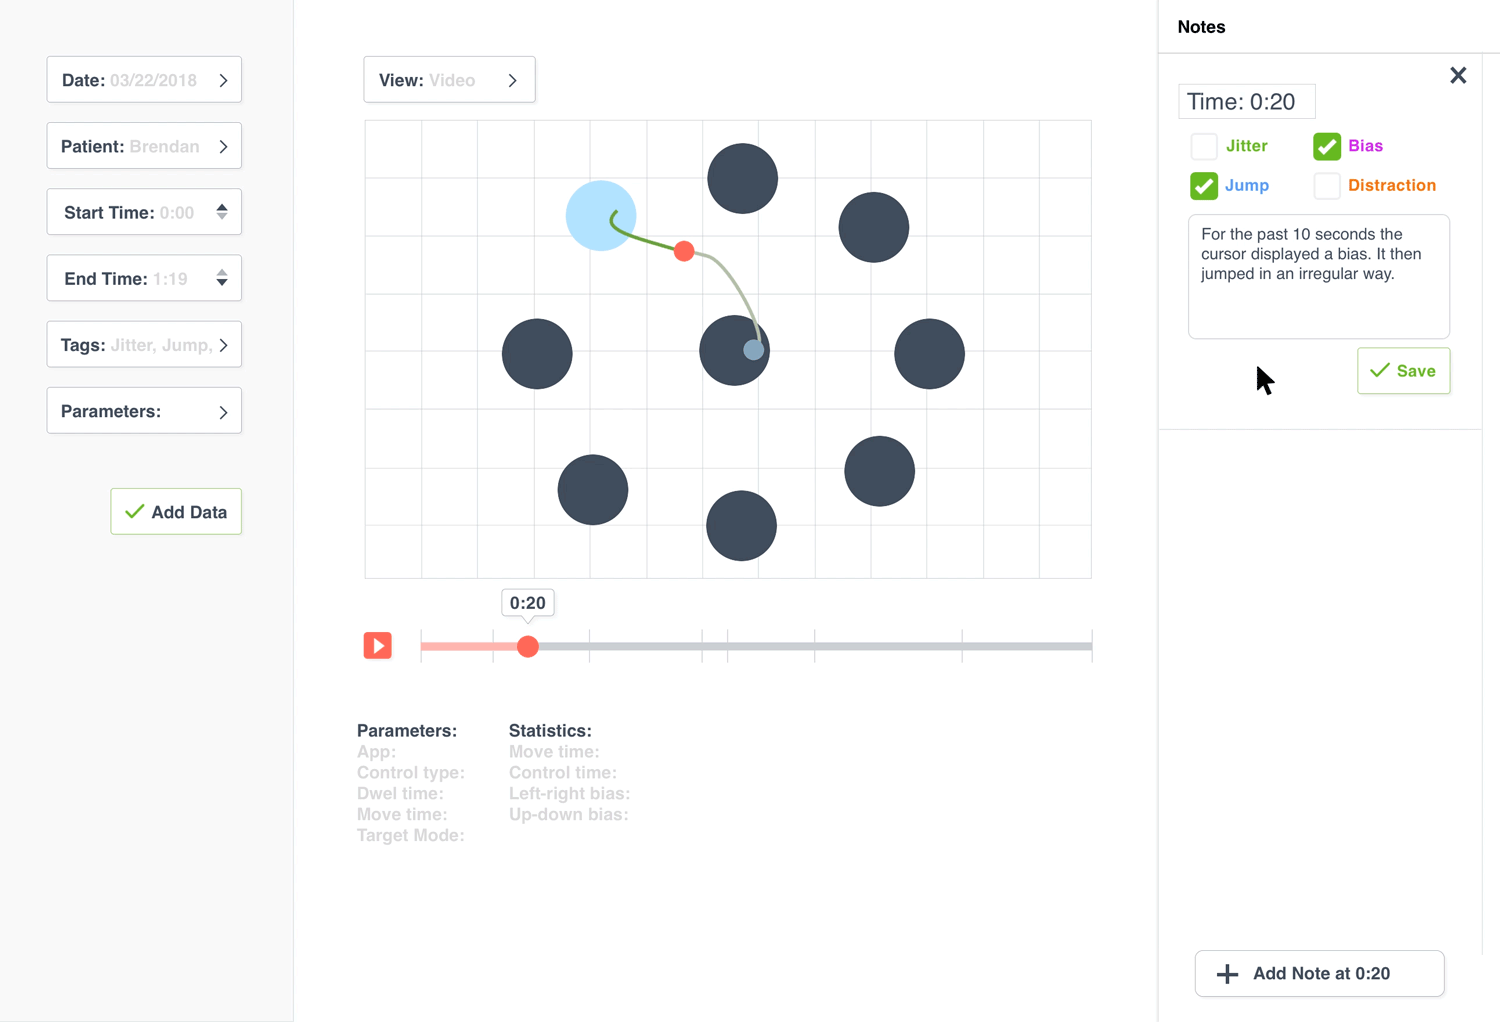 Date: 03/22/2018
Patient: Brendan
Start Time: 0:00
End Time: 1:19
Tags: Jitter, Jump,
Parameters:
Add Data
View: Video
0:20
Parameters:
App:
Control type:
Dwel time:
Move time:
Target Mode:
Statistics:
Move time:
Control time:
Left-right bias:
Up-down bias:
Notes
Time: 0:20
Jitter
Bias
Jump
Distraction
For the past 10 seconds the
cursor displayed a bias. It then
jumped in an irregular way.
Save
Add Note at 0:20